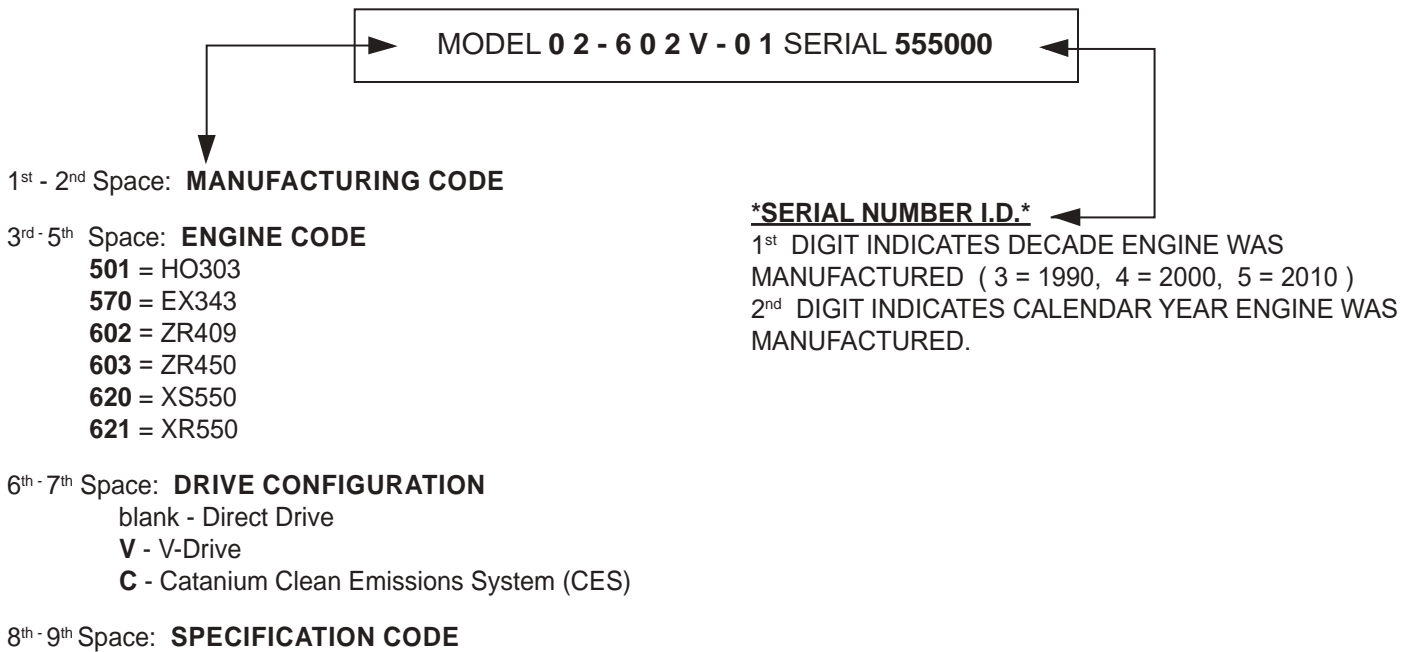 MODEL 0 2 - 6 0 2 V - 0 1 SERIAL 555000
1st - 2nd Space: MANUFACTURING CODE
3rd - 5th Space: ENGINE CODE
501 = HO303
570 = EX343
602 = ZR409
603 = ZR450
620 = XS550
621 = XR550
6th - 7th Space: DRIVE CONFIGURATION
blank - Direct Drive
V - V-Drive
C - Catanium Clean Emissions System (CES)
8th - 9th Space: SPECIFICATION CODE
*SERIAL NUMBER I.D.*
1st DIGIT INDICATES DECADE ENGINE WAS
MANUFACTURED ( 3 = 1990, 4 = 2000, 5 = 2010 )
2nd DIGIT INDICATES CALENDAR YEAR ENGINE WAS
MANUFACTURED.